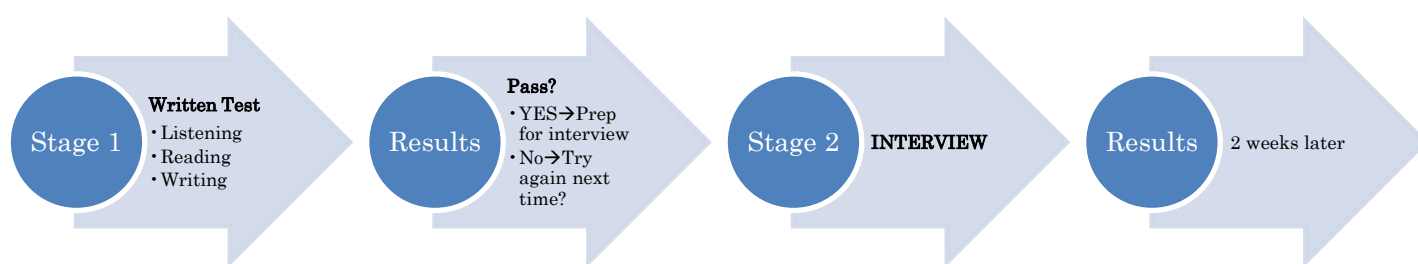 Stage 1
Written Test
• Listening
• Reading
• Writing
Results
Pass?
• YES→Prep
for interview
• No→Try
again next
time?
Stage 2
INTERVIEW
Results
2 weeks later